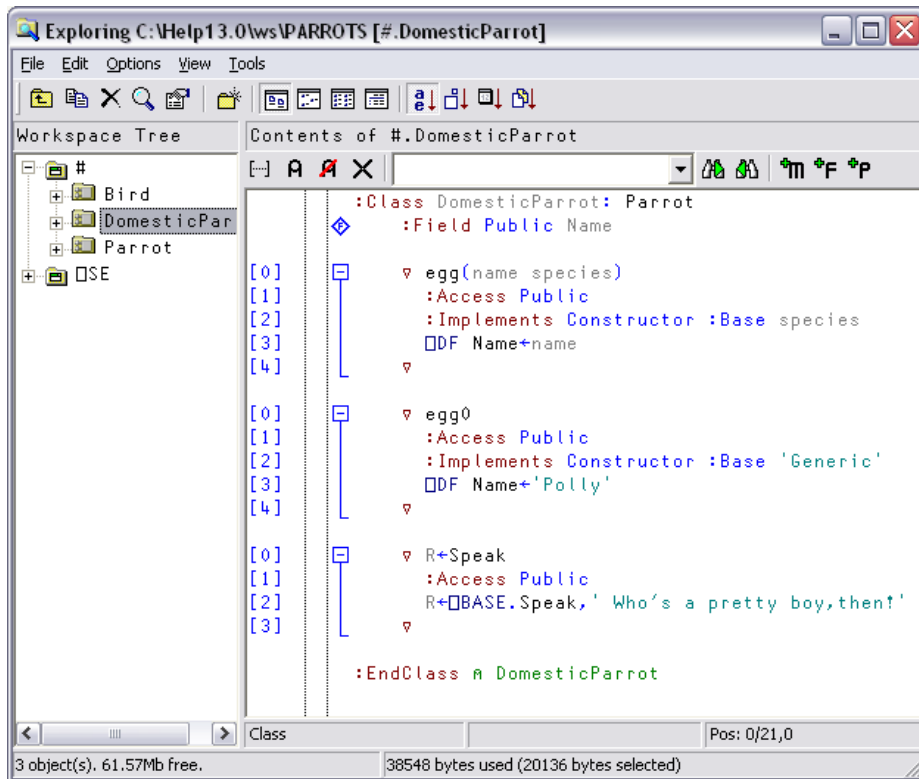 Exploring C:\Help13.0\ws\PARROTS [#.DomesticParrot]
File Edit Options View Tools
Workspace Tree
Contents of #.DomesticParrot
#
Bird
DomesticPar
Parrot
⎕SE
:Class DomesticParrot: Parrot
:Field Public Name
[0] ∇ egg(name species)
[1] :Access Public
[2] :Implements Constructor :Base species
[3] ⎕DF Name←name
[4] ∇
[0] ∇ egg0
[1] :Access Public
[2] :Implements Constructor :Base 'Generic'
[3] ⎕DF Name←'Polly'
[4] ∇
[0] ∇ R←Speak
[1] :Access Public
[2] R←⎕BASE.Speak,' Who's a pretty boy,then!'
[3] ∇
:EndClass ⍝ DomesticParrot
Class
Pos: 0/21,0
3 object(s). 61.57Mb free.
38548 bytes used (20136 bytes selected)